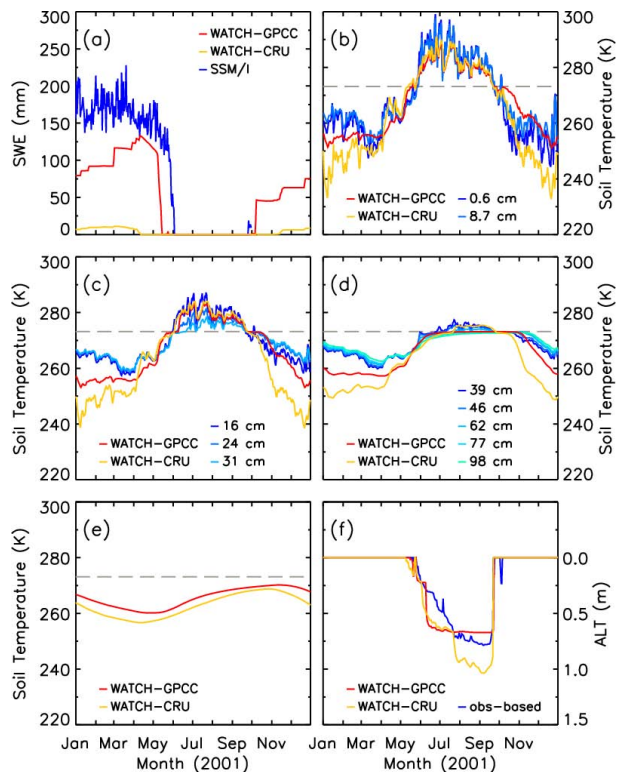 (a)
WATCH-GPCC
WATCH-CRU
SSM/I
SWE (mm)
300
250
200
150
100
50
0
(b)
WATCH-GPCC
WATCH-CRU
0.6 cm
8.7 cm
300
280
260
240
220
Soil Temperature (K)
(c)
WATCH-GPCC
WATCH-CRU
16 cm
24 cm
31 cm
Soil Temperature (K)
300
280
260
240
220
(d)
WATCH-GPCC
WATCH-CRU
39 cm
46 cm
62 cm
77 cm
98 cm
300
280
260
240
220
Soil Temperature (K)
(e)
WATCH-GPCC
WATCH-CRU
Soil Temperature (K)
300
280
260
240
220
Jan Mar May Jul Sep Nov
Month (2001)
(f)
WATCH-GPCC
WATCH-CRU
obs-based
0.0
0.5
1.0
1.5
ALT (m)
Jan Mar May Jul Sep Nov
Month (2001)